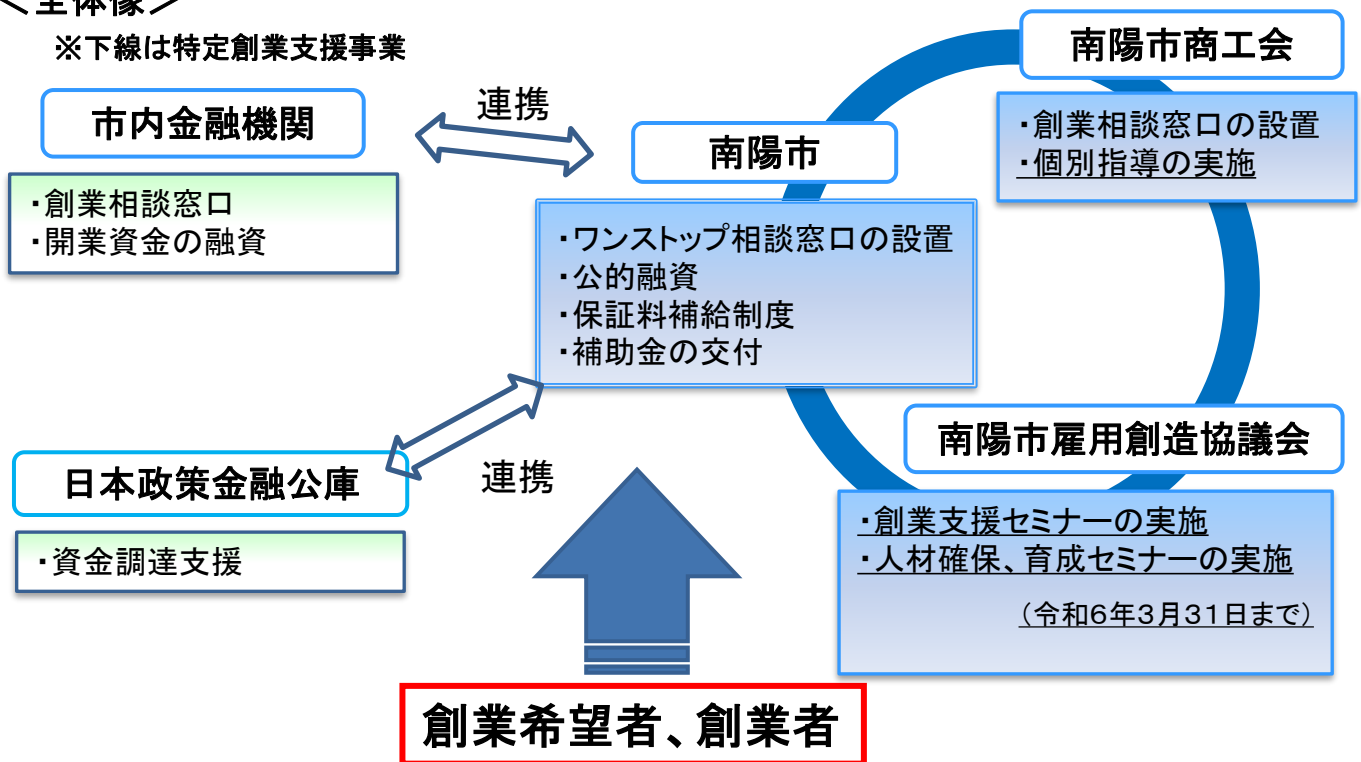 <全体像>
※下線は特定創業支援事業
市内金融機関
・創業相談窓口
・開業資金の融資
連携
南陽市
・ワンストップ相談窓口の設置
・公的融資
・保証料補給制度
・補助金の交付
南陽市商工会
・創業相談窓口の設置
・個別指導の実施
日本政策金融公庫
・資金調達支援
連携
南陽市雇用創造協議会
・創業支援セミナーの実施
・人材確保、育成セミナーの実施
(令和6年3月31日まで)
創業希望者、創業者